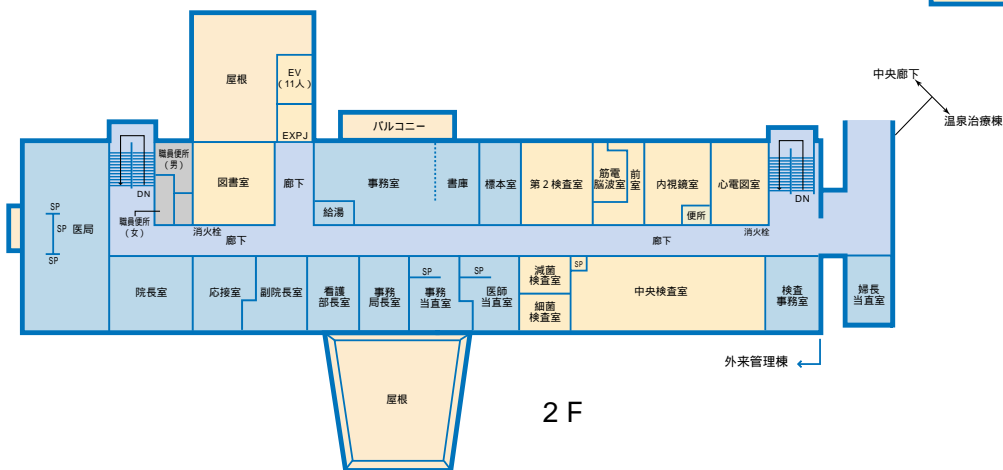 屋根
EV
（11人）
EXPJ
バルコニー
中央廊下
温泉治療棟
職員便所
（男）
DN
職員便所
（女）
図書室
廊下
事務室
書庫
給湯
標本室
第２検査室
筋電
脳波室
前室
内視鏡室
便所
心電図室
DN
SP
SP
SP
医局
消火栓
廊下
廊下
消火栓
院長室
応接室
副院長室
看護
部長室
事務
局長室
SP
事務
当直室
SP
医師
当直室
減菌
検査室
細菌
検査室
SP
中央検査室
検査
事務室
婦長
当直室
外来管理棟
屋根
２Ｆ